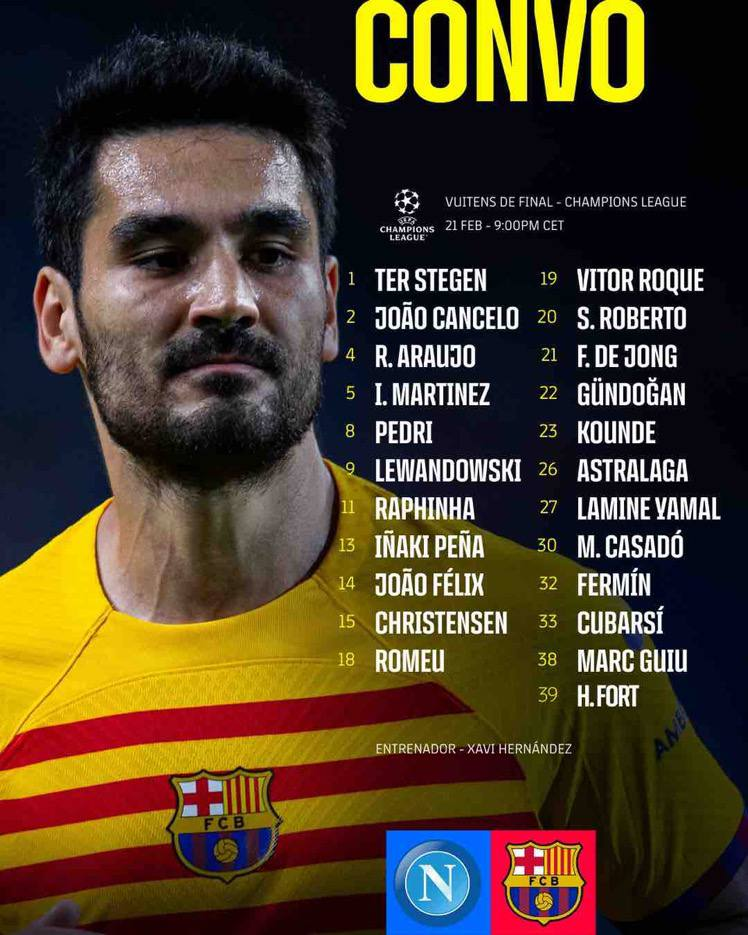 CONVO
UEFA
CHAMPIONS
LEAGUE
VUITENS DE FINAL - CHAMPIONS LEAGUE
21 FEB - 9:00PM CET
1 TER STEGEN
2 JOÃO CANCELO
4 R. ARAUJO
5 I. MARTINEZ
8 PEDRI
9 LEWANDOWSKI
11 RAPHINHA
13 IÑAKI PEÑA
14 JOÃO FÉLIX
15 CHRISTENSEN
18 ROMEU
19 VITOR ROQUE
20 S. ROBERTO
21 F. DE JONG
22 GÜNDOĞAN
23 KOUNDE
26 ASTRALAGA
27 LAMINE YAMAL
30 M. CASADÓ
32 FERMÍN
33 CUBARSÍ
38 MARC GUIU
39 H. FORT
ENTRENADOR - XAVI HERNÁNDEZ
AME
FCB
N
FCB